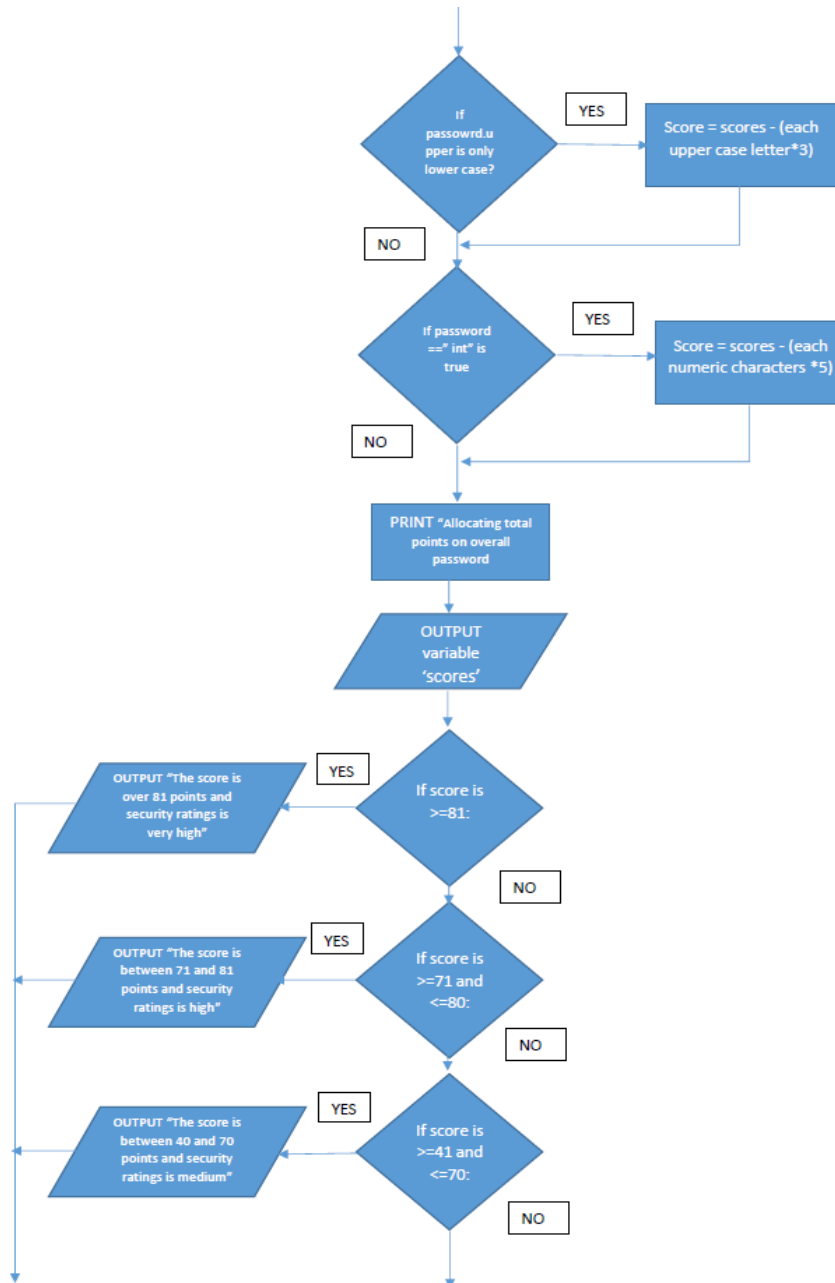 If
passowrd.u
pper is only
lower case?
YES
Score = scores - (each
upper case letter*3)
NO
If password
==” int” is
true
YES
Score = scores - (each
numeric characters *5)
NO
PRINT “Allocating total
points on overall
password
OUTPUT
variable
‘scores’
If score is
>=81:
YES
OUTPUT “The score is
over 81 points and
security ratings is
very high”
NO
If score is
>=71 and
<=80:
YES
OUTPUT “The score is
between 71 and 81
points and security
ratings is high”
NO
If score is
>=41 and
<=70:
YES
OUTPUT “The score is
between 40 and 70
points and security
ratings is medium”
NO